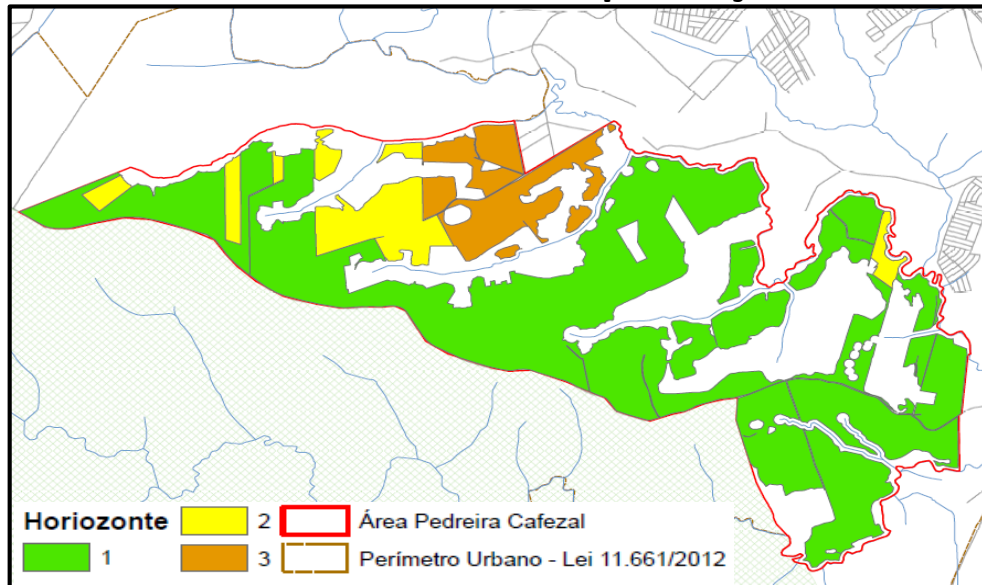 Horiozonte 2 Área Pedreira Cafezal
1 3 Perímetro Urbano - Lei 11.661/2012